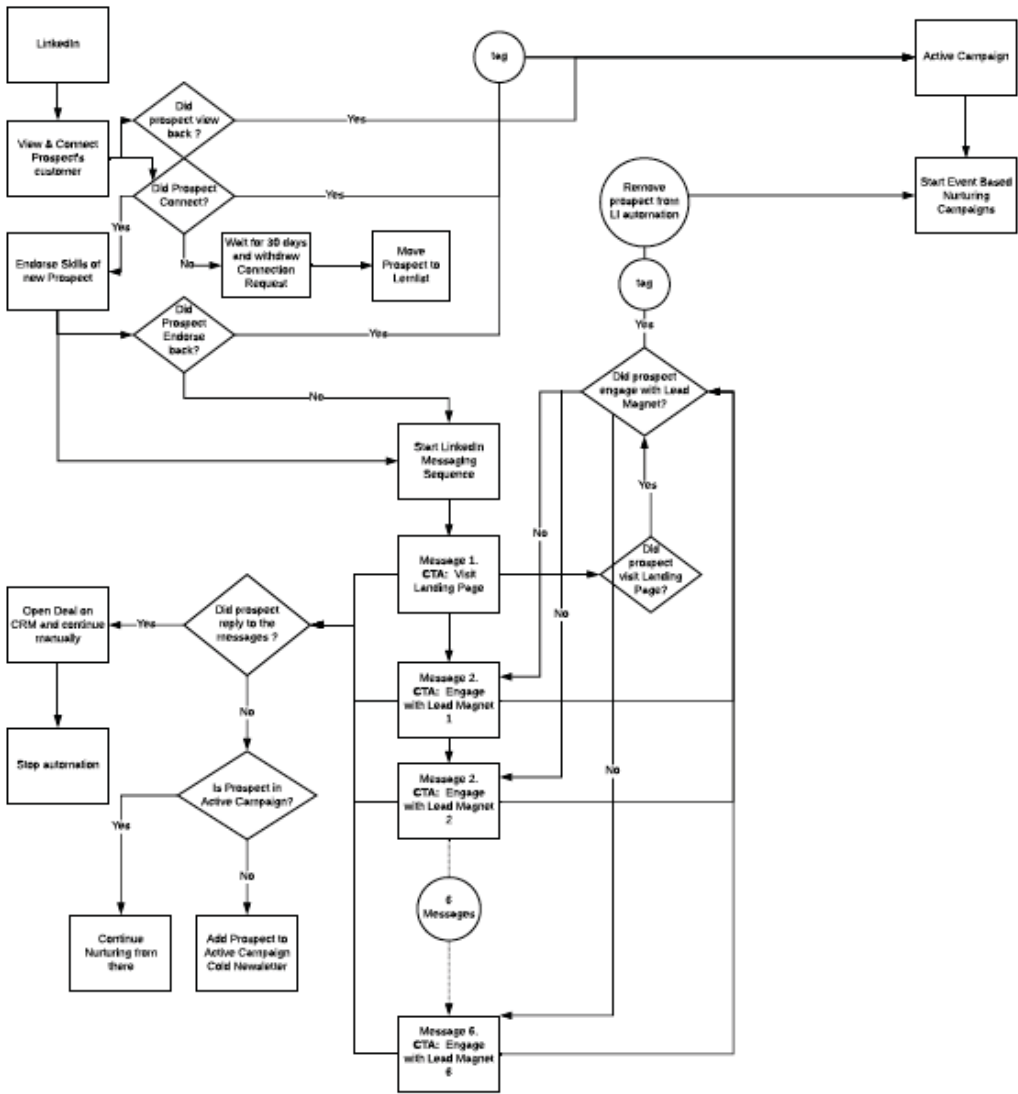 LinkedIn
tag
Active Campaign
Did
prospect view
back ?
Yes
View & Connect
Prospect's
customer
Did Prospect
Connect?
Yes
Yes
Remove
prospect from
LI automation
Start Event Based
Nurturing
Campaigns
Endorse Skills of
new Prospect
No
Wait for 30 days
and withdraw
Connection
Request
Move
Prospect to
Lemlist
tag
Did
Prospect
Endorse
back?
Yes
Yes
No
Did prospect
engage with Lead
Magnet?
Start LinkedIn
Messaging
Sequence
Yes
No
Message 1.
CTA: Visit
Landing Page
Did
prospect
visit Landing
Page?
No
Open Deal on
CRM and continue
manually
Yes
Did prospect
reply to the
messages ?
Message 2.
CTA: Engage
with Lead Magnet
1
No
Stop automation
Is Prospect in
Active Campaign?
Message 2.
CTA: Engage
with Lead Magnet
2
No
Yes
No
6
Messages
Continue
Nurturing from
there
Add Prospect to
Active Campaign
Cold Newsletter
Message 6.
CTA: Engage
with Lead Magnet
6